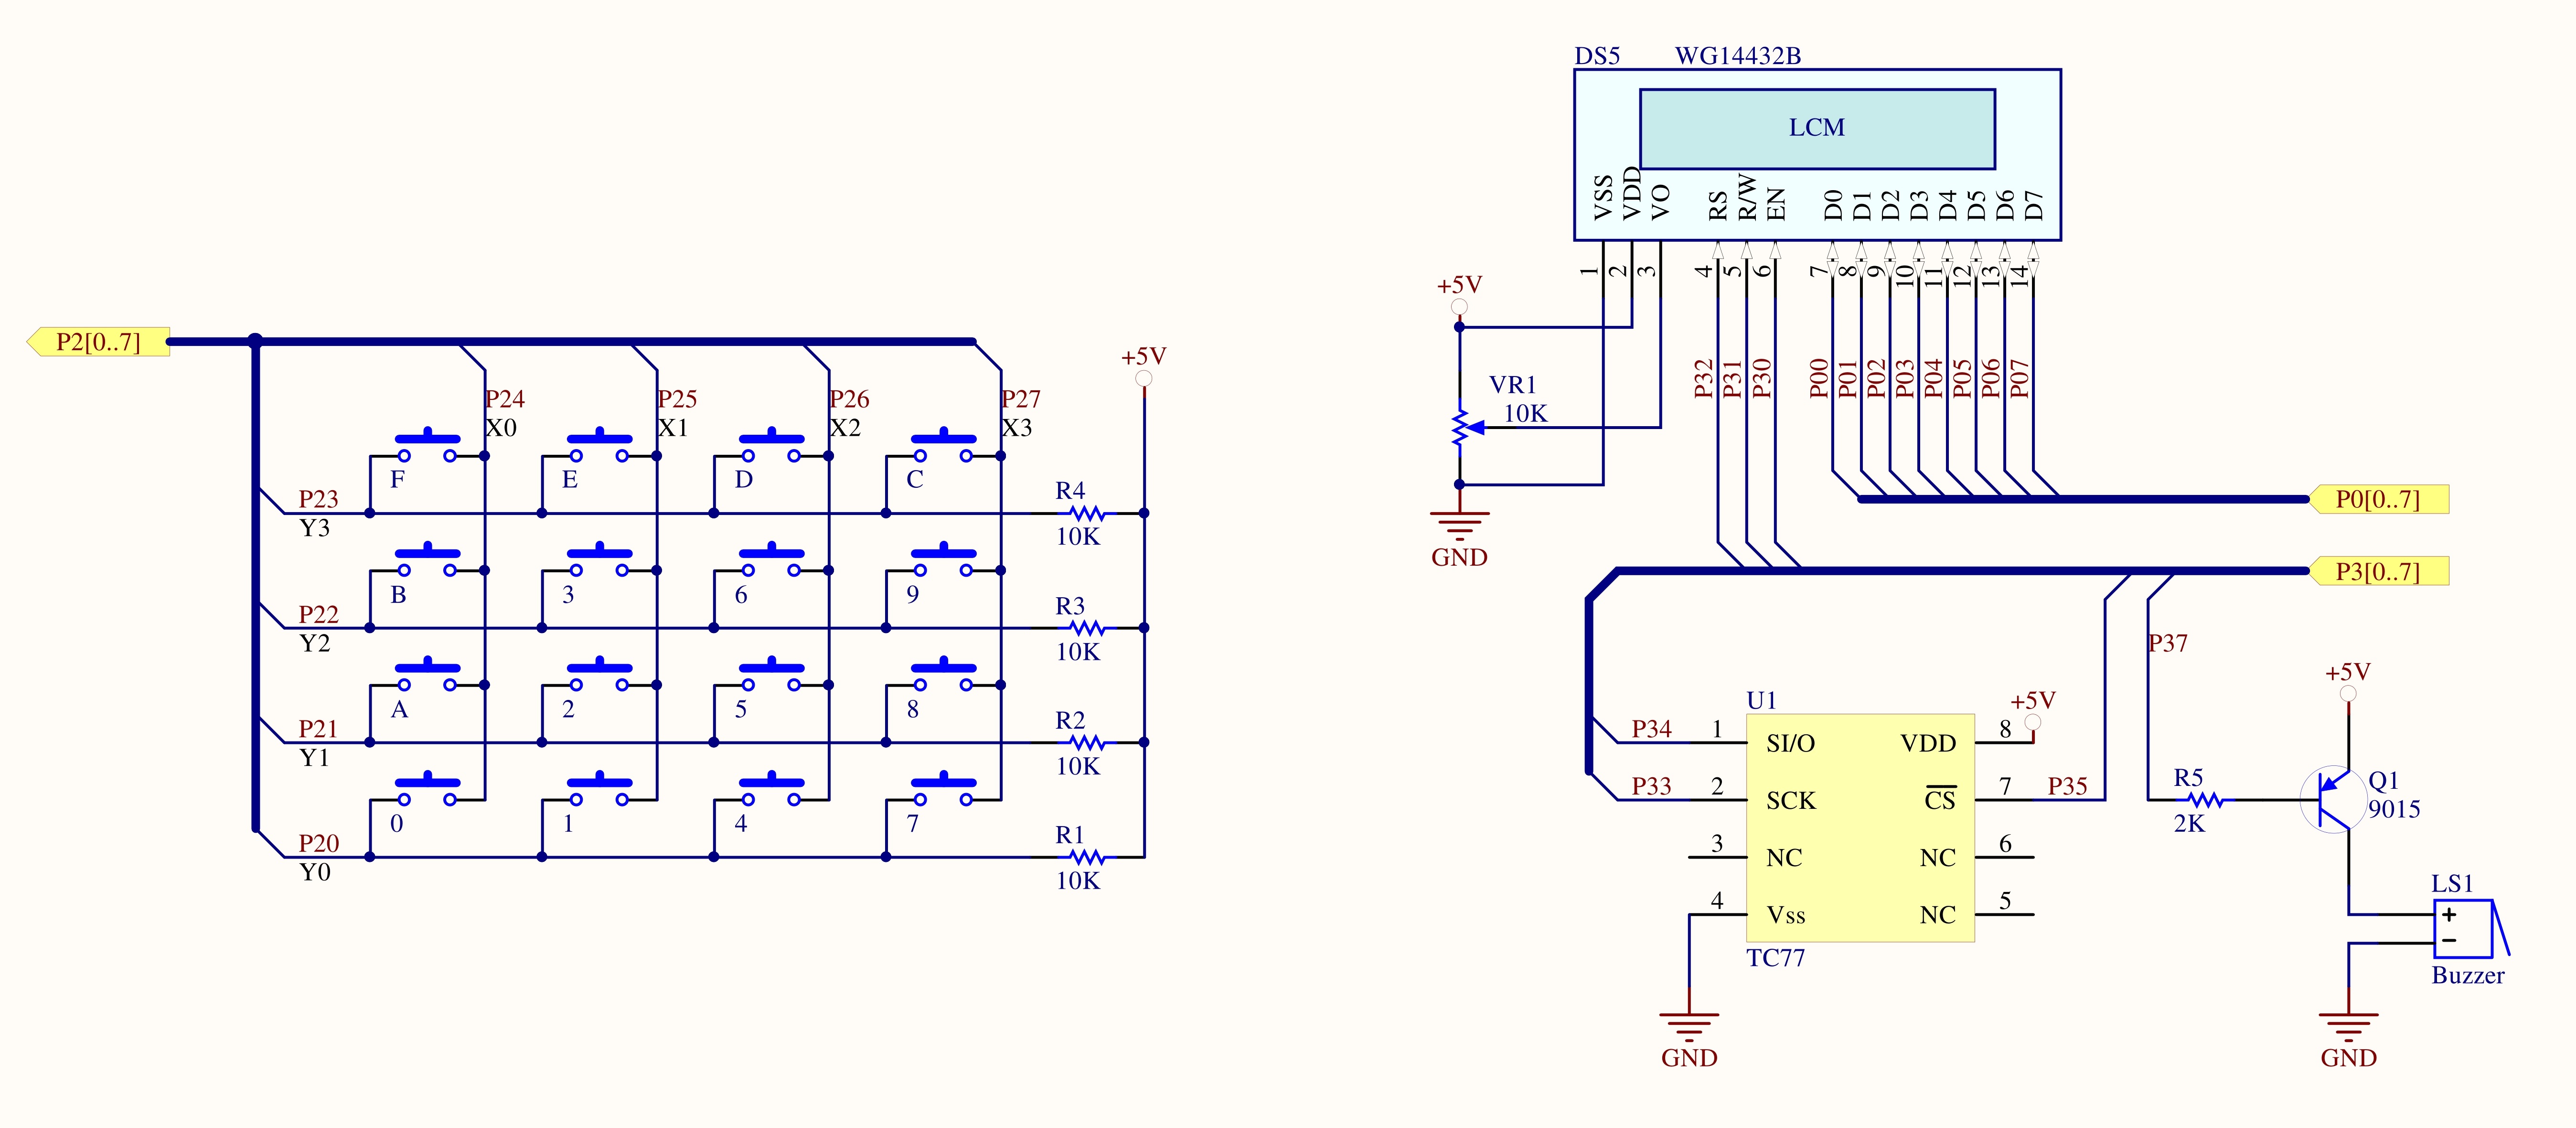 P2[0..7]
P24
X0
P25
X1
P26
X2
P27
X3
+5V
F
E
D
C
P23
Y3
R4
10K
B
3
6
9
P22
Y2
R3
10K
A
2
5
8
P21
Y1
R2
10K
0
1
4
7
P20
Y0
R1
10K
DS5 WG14432B
LCM
VSS
VDD
VO
RS
R/W
EN
D0
D1
D2
D3
D4
D5
D6
D7
1
2
3
4
5
6
7
8
9
10
11
12
13
14
+5V
VR1
10K
GND
P32
P31
P30
P00
P01
P02
P03
P04
P05
P06
P07
P0[0..7]
P3[0..7]
P37
U1
+5V
P34 1 SI/O VDD 8
P33 2 SCK CS 7 P35
3 NC NC 6
4 Vss NC 5
TC77
GND
+5V
R5
2K
Q1
9015
LS1
+
-
Buzzer
GND